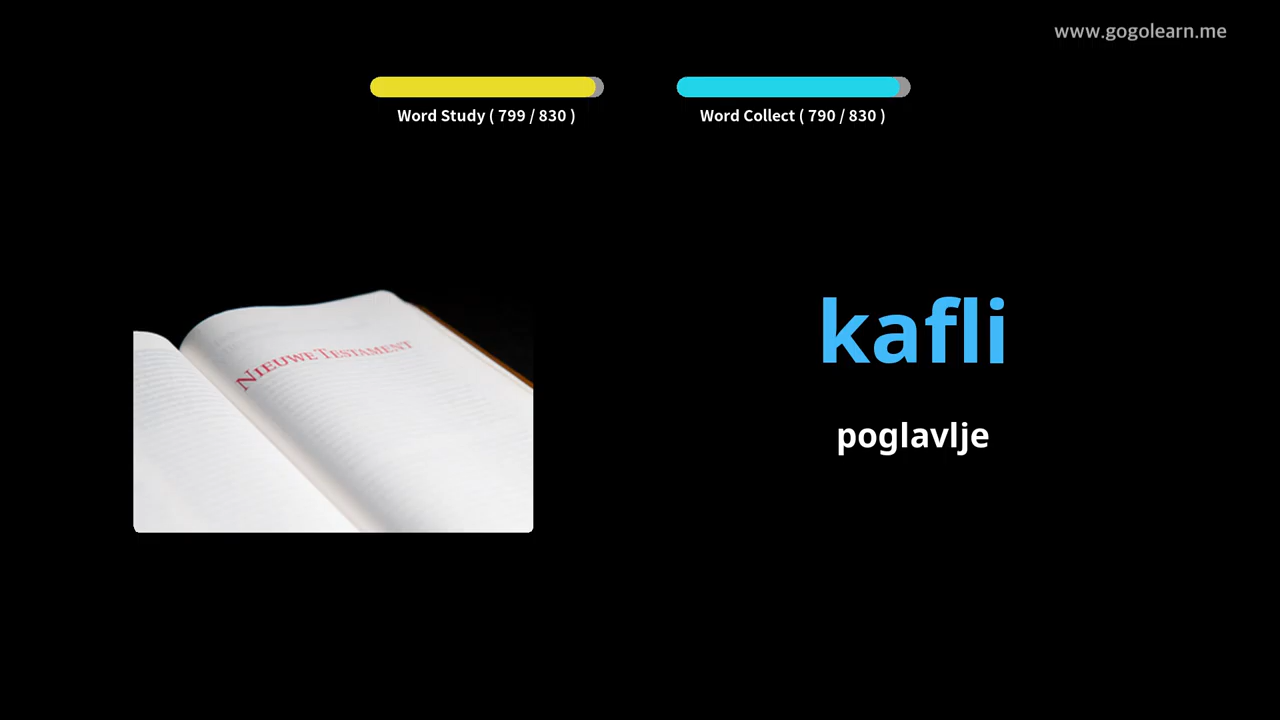 www.gogolearn.me
Word Study ( 799 / 830 )
Word Collect ( 790 / 830 )
NIEUWE TESTAMENT
kafli
poglavlje